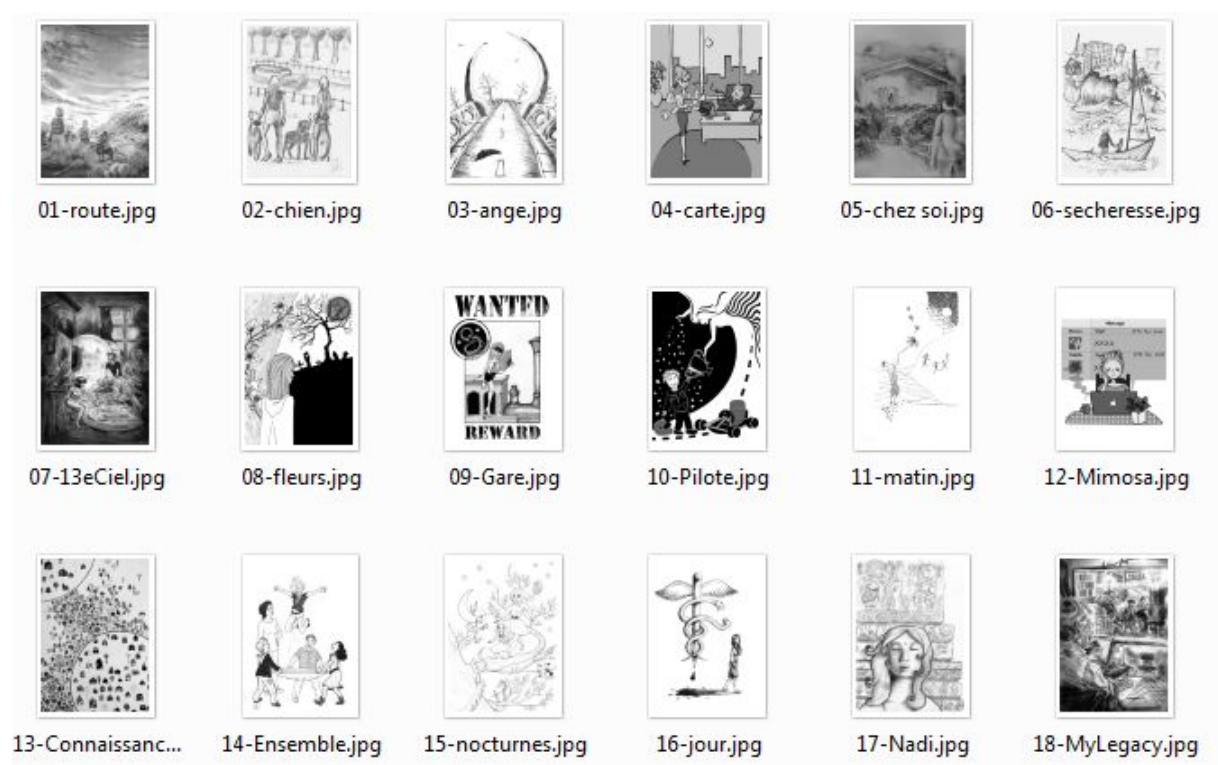 01-route.jpg
02-chien.jpg
03-ange.jpg
04-carte.jpg
05-chez soi.jpg
06-secheresse.jpg
WANTED
REWARD
07-13eCiel.jpg
08-fleurs.jpg
09-Gare.jpg
10-Pilote.jpg
11-matin.jpg
12-Mimosa.jpg
13-Connaissanc...
14-Ensemble.jpg
15-nocturnes.jpg
16-jour.jpg
17-Nadi.jpg
18-MyLegacy.jpg